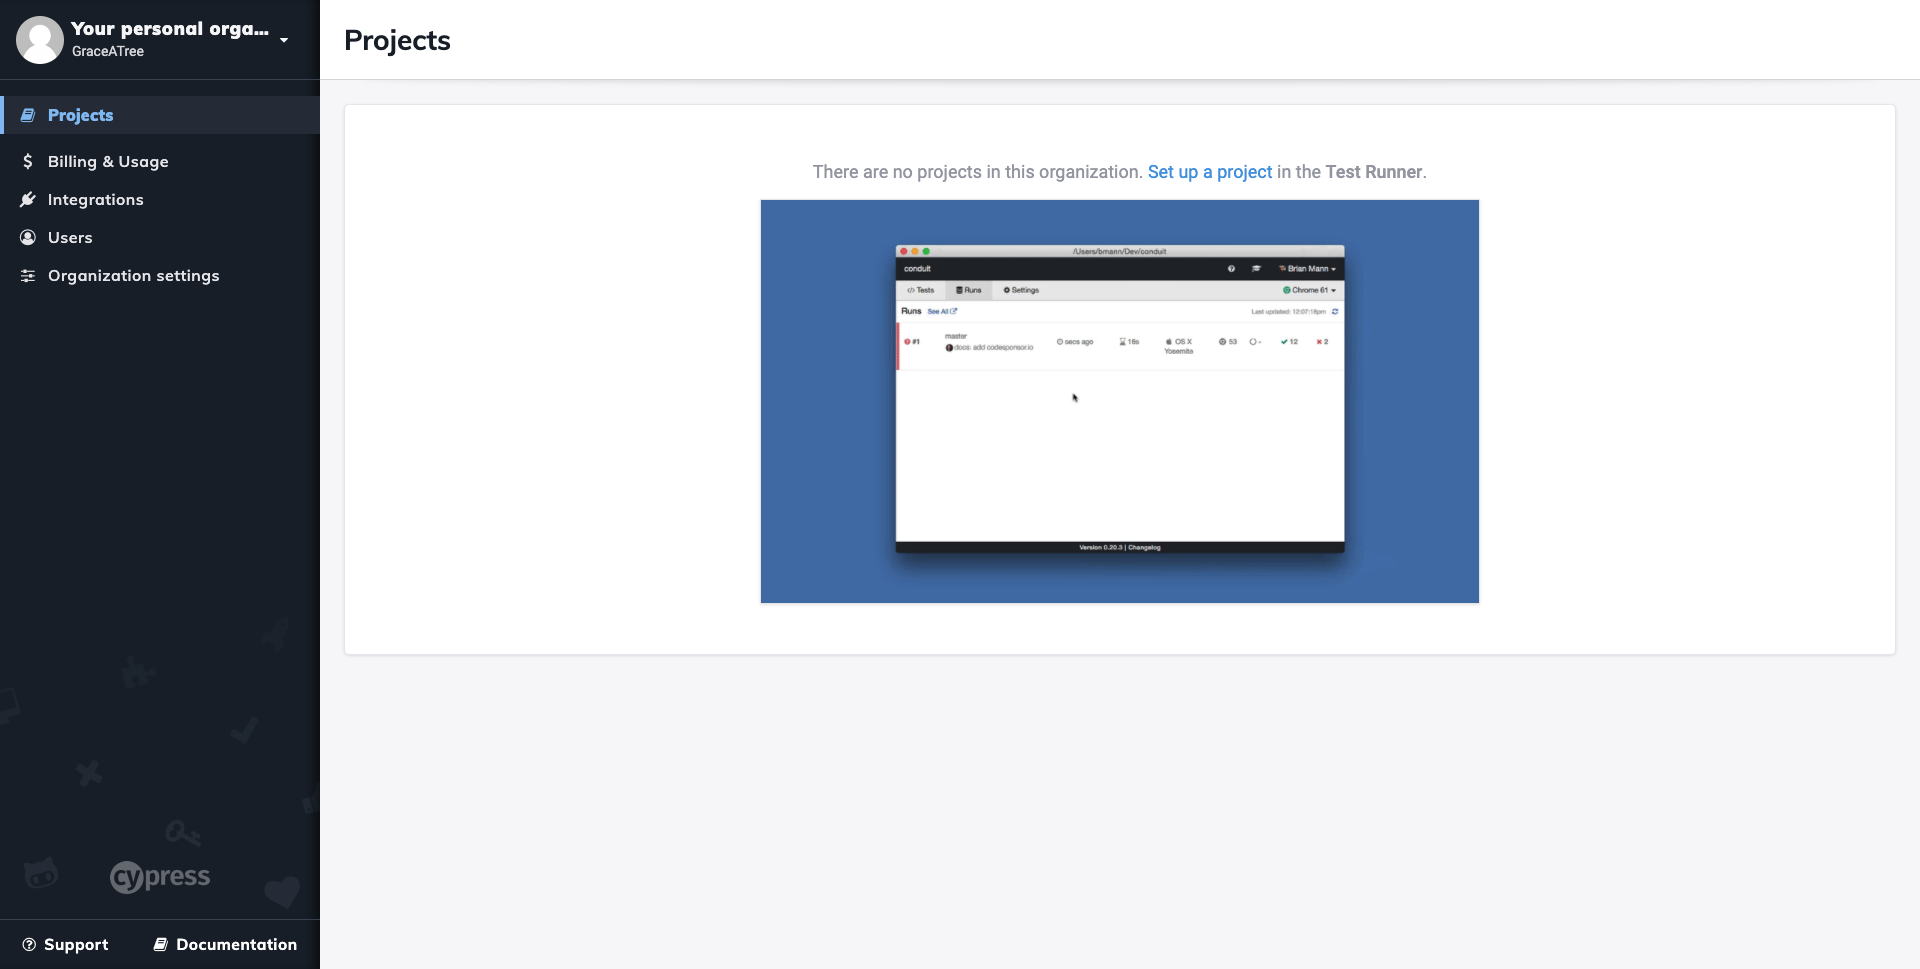 Your personal orga...
GraceATree
Projects
Projects
Billing & Usage
Integrations
Users
Organization settings
There are no projects in this organization. Set up a project in the Test Runner.
/Users/bmann/Dev/conduit
conduit
Brian Mann
</> Tests
Runs
Settings
Chrome 61
Runs See All
Last updated: 12:07:18pm
#1
master
docs: add codesponsor.io
secs ago
16s
OS X
Yosemite
53
-
12
2
Version 0.20.3 | Changelog
cypress
Support
Documentation